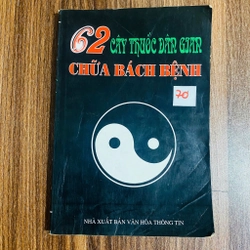 62 CÂY THUỐC DÂN GIAN
CHỮA BÁCH BỆNH
70
NHÀ XUẤT BẢN VĂN HÓA THÔNG TIN